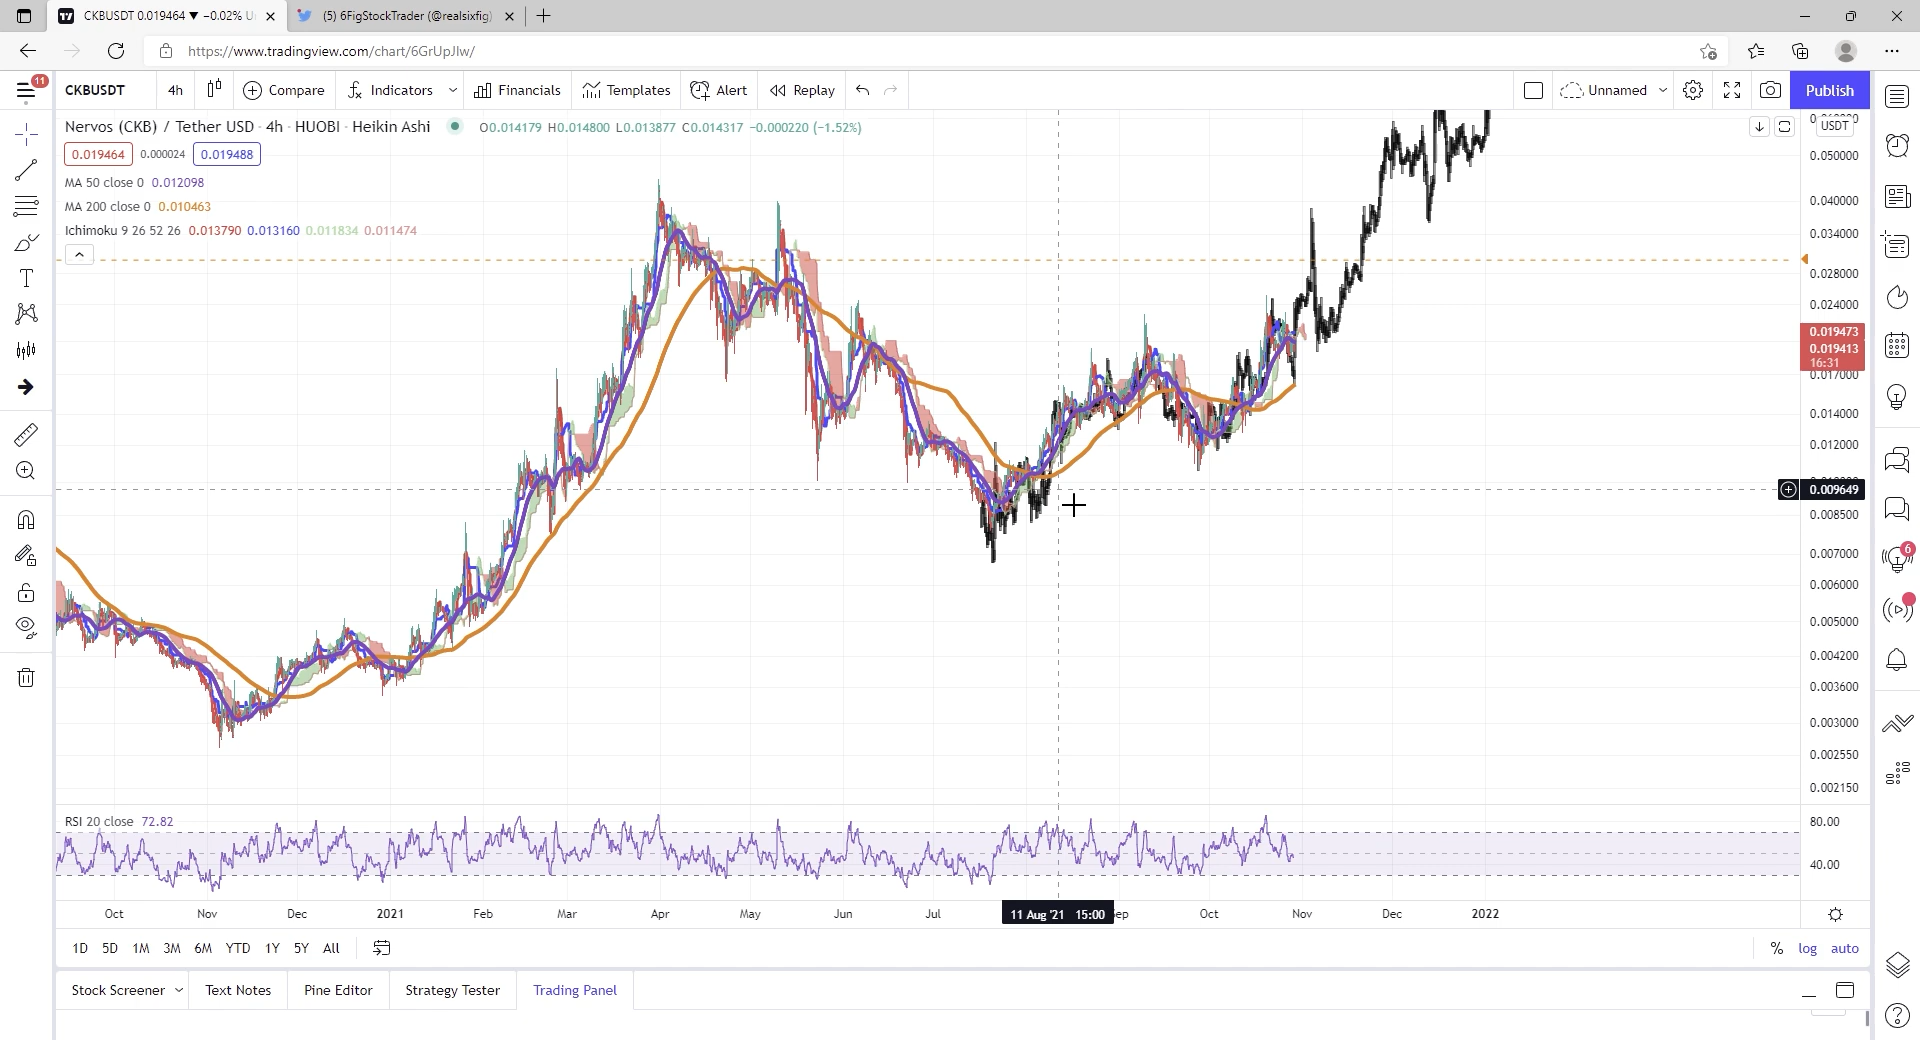 CKBUSDT 0.019464 ▼ −0.02% U
(5) 6FigStockTrader (@realsixfig)
https://www.tradingview.com/chart/6GrUpJIw/
11
CKBUSDT
4h
Compare
Indicators
Financials
Templates
Alert
Replay
Unnamed
Publish
Nervos (CKB) / Tether USD · 4h · HUOBI · Heikin Ashi
O0.014179 H0.014800 L0.013877 C0.014317 −0.000220 (−1.52%)
USDT
0.019464 0.000024 0.019488
MA 50 close 0 0.012098
MA 200 close 0 0.010463
Ichimoku 9 26 52 26 0.013790 0.013160 0.011834 0.011474
0.050000
0.040000
0.034000
0.028000
0.024000
0.019473
0.019413
16:31
0.017000
0.014000
0.012000
0.009649
0.008500
0.007000
0.006000
0.005000
0.004200
0.003600
0.003000
0.002550
0.002150
6
RSI 20 close 72.82
80.00
40.00
Oct Nov Dec 2021 Feb Mar Apr May Jun Jul 11 Aug '21 15:00 Sep Oct Nov Dec 2022
1D 5D 1M 3M 6M YTD 1Y 5Y All
% log auto
Stock Screener Text Notes Pine Editor Strategy Tester Trading Panel